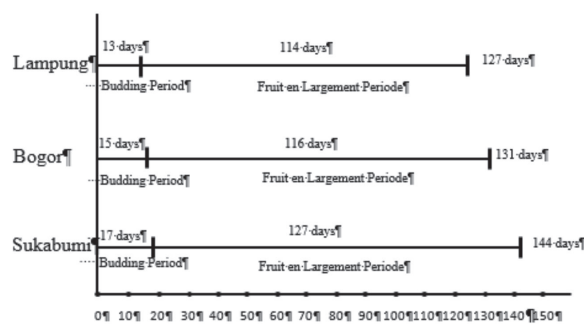 13·days¶ 114·days¶ 127·days¶
Lampung¶
Budding·Period¶ Fruit·en·Largement·Periode¶
15·days¶ 116·days¶ 131·days¶
Bogor¶
Budding·Period¶ Fruit·en·Largement·Periode¶
17·days¶ 127·days¶ 144·days¶
Sukabumi¶
Budding·Period¶ Fruit·en·Largement·Periode¶
0¶ 10¶ 20¶ 30¶ 40¶ 50¶ 60¶ 70¶ 80¶ 90¶ 100¶ 110¶ 120¶ 130¶ 140¶ 150¶